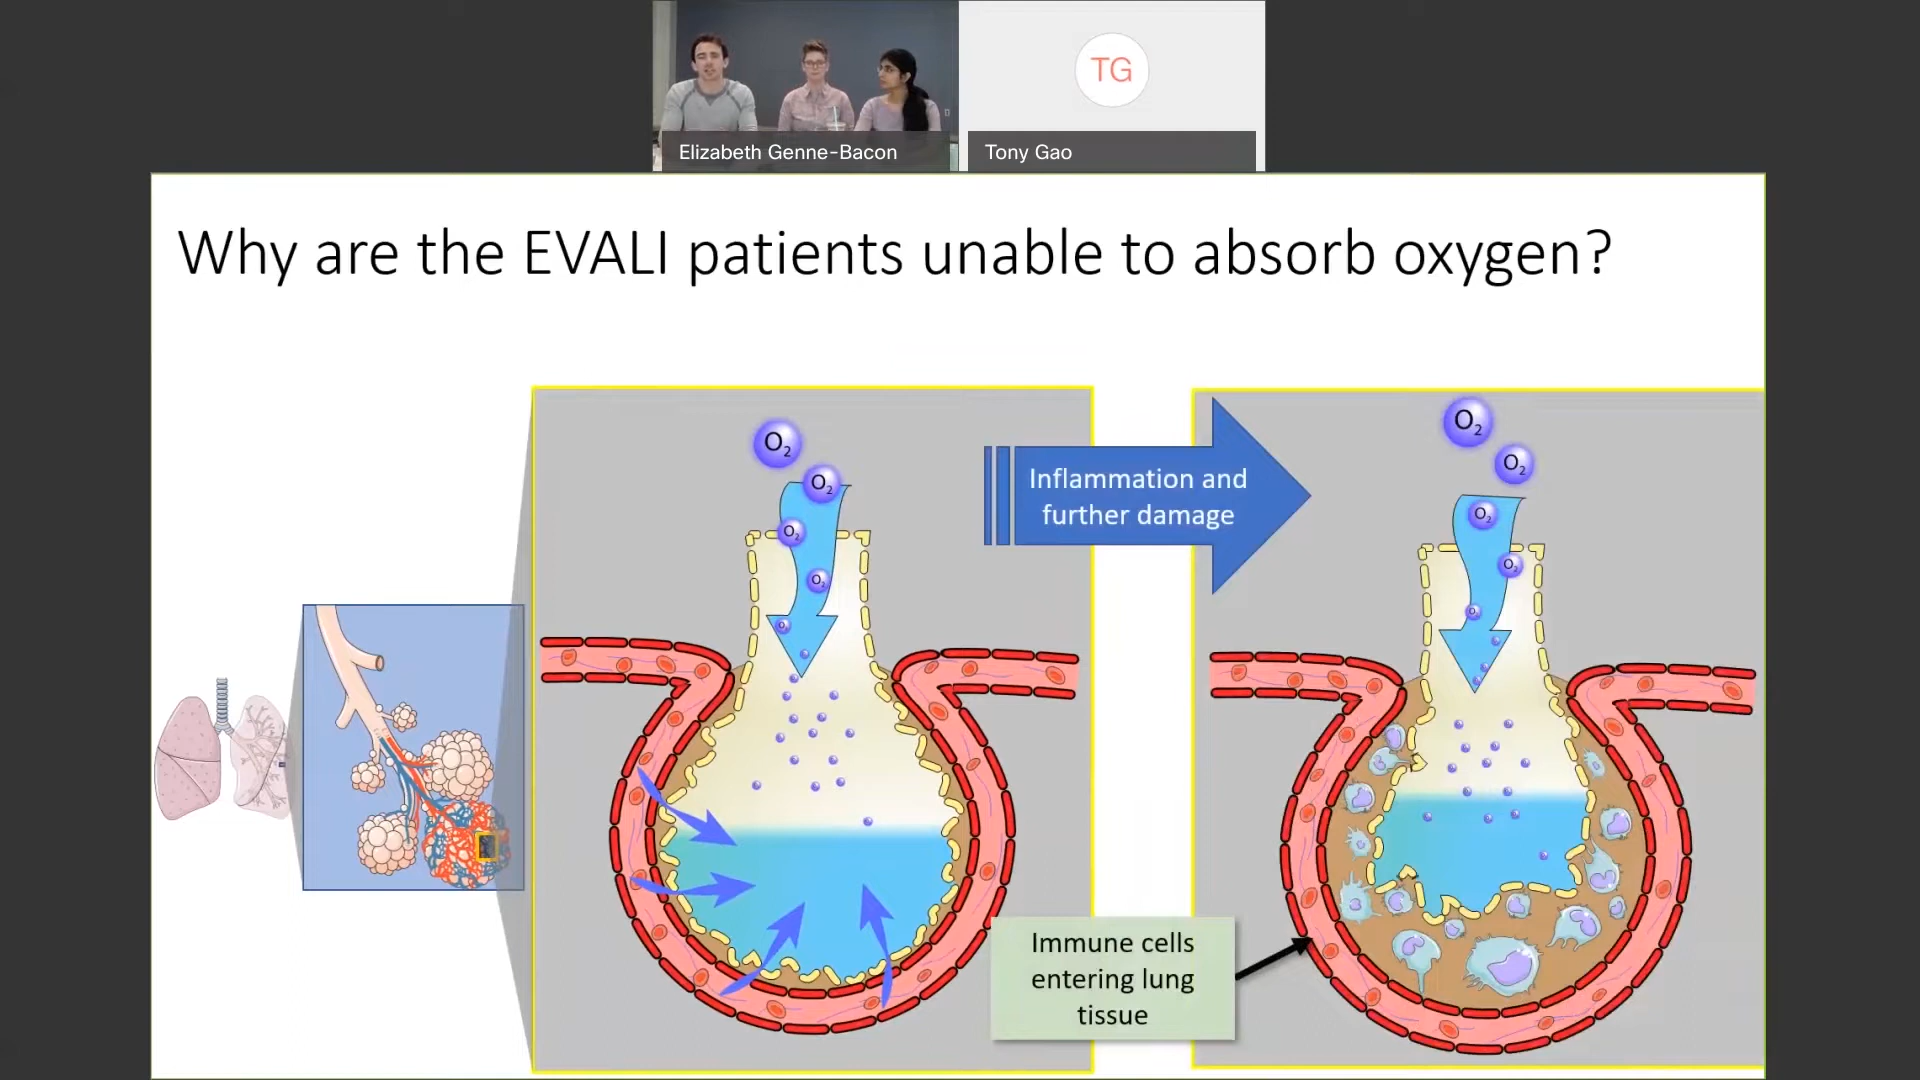 TG
Elizabeth Genne-Bacon
Tony Gao
Why are the EVALI patients unable to absorb oxygen?
O₂
O₂
O₂
O₂
O₂
Inflammation and
further damage
O₂
O₂
O₂
O₂
O₂
Immune cells
entering lung
tissue